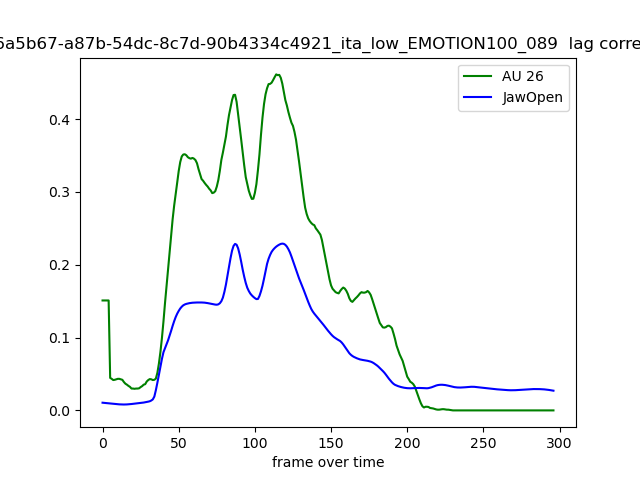 6a5b67-a87b-54dc-8c7d-90b4334c4921_ita_low_EMOTION100_089 lag corre
AU 26
JawOpen
0.4
0.3
0.2
0.1
0.0
0 50 100 150 200 250 300
frame over time